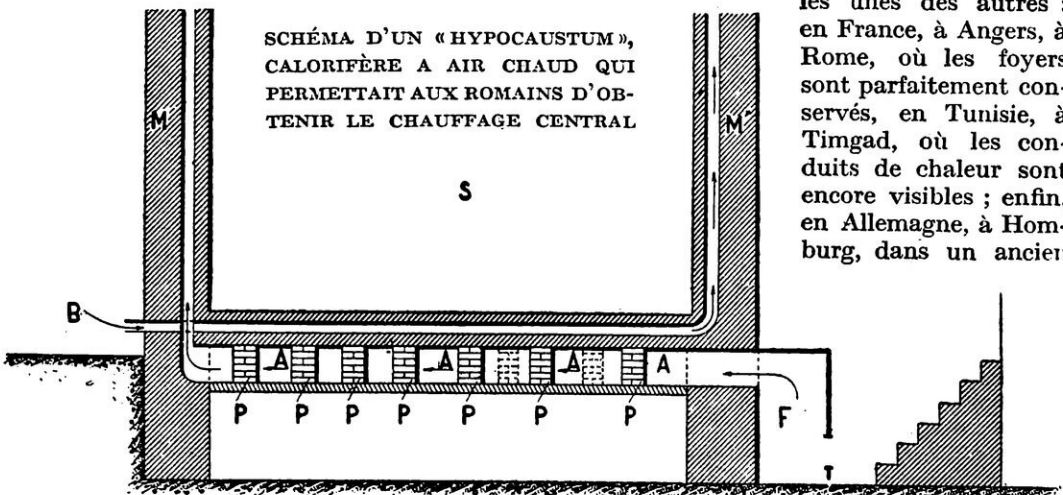 SCHÉMA D'UN « HYPOCAUSTUM »,
CALORIFÈRE A AIR CHAUD QUI
PERMETTAIT AUX ROMAINS D'OB-
TENIR LE CHAUFFAGE CENTRAL
M
S
M'
B
A
A
A
A
P
P
P
P
P
P
P
F
T
les unes des autres :
en France, à Angers, à
Rome, où les foyers
sont parfaitement con-
servés, en Tunisie, à
Timgad, où les con-
duits de chaleur sont
encore visibles ; enfin,
en Allemagne, à Hom-
burg, dans un ancien